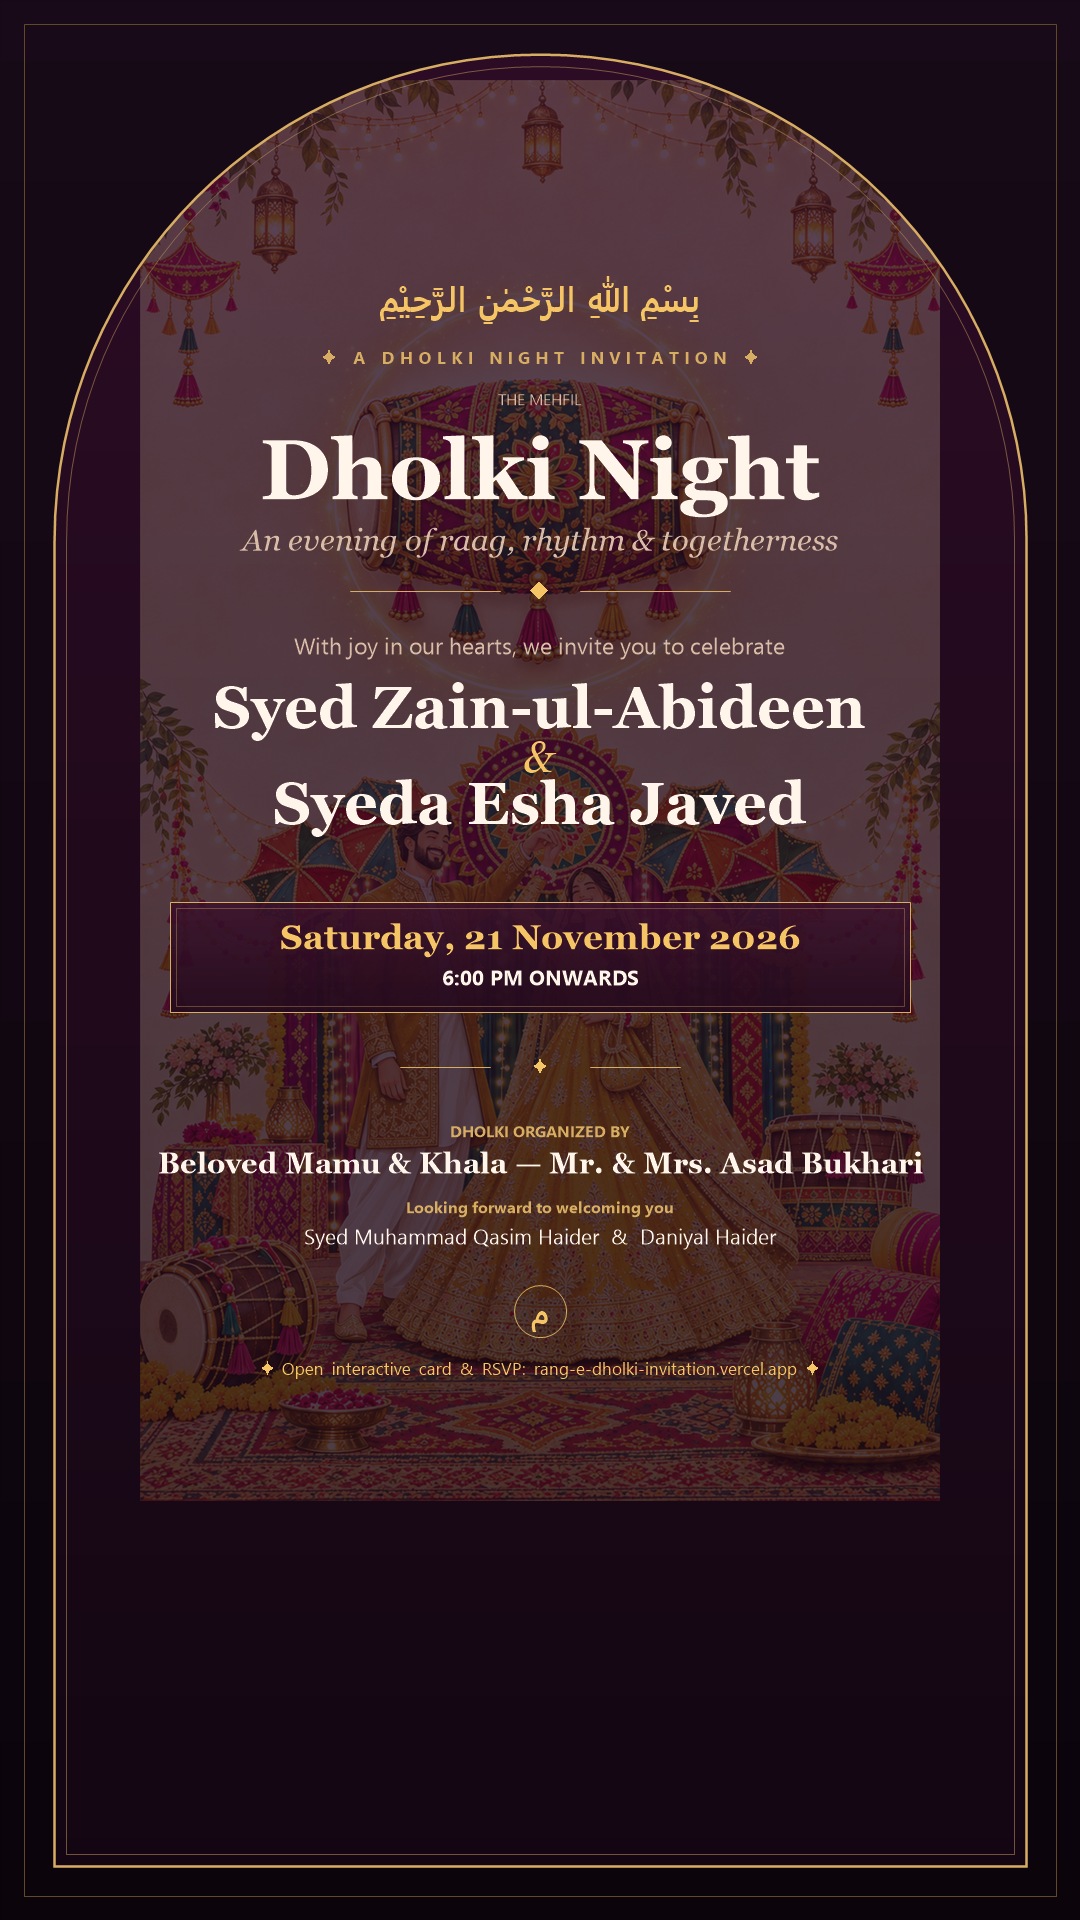 بِسْمِ اللهِ الرَّحْمٰنِ الرَّحِيْمِ
✦ A DHOLKI NIGHT INVITATION ✦
THE MEHFIL
Dholki Night
An evening of raag, rhythm & togetherness
With joy in our hearts, we invite you to celebrate
Syed Zain-ul-Abideen
&
Syeda Esha Javed
Saturday, 21 November 2026
6:00 PM ONWARDS
DHOLKI ORGANIZED BY
Beloved Mamu & Khala — Mr. & Mrs. Asad Bukhari
Looking forward to welcoming you
Syed Muhammad Qasim Haider & Daniyal Haider
م
✦ Open interactive card & RSVP: rang-e-dholki-invitation.vercel.app ✦